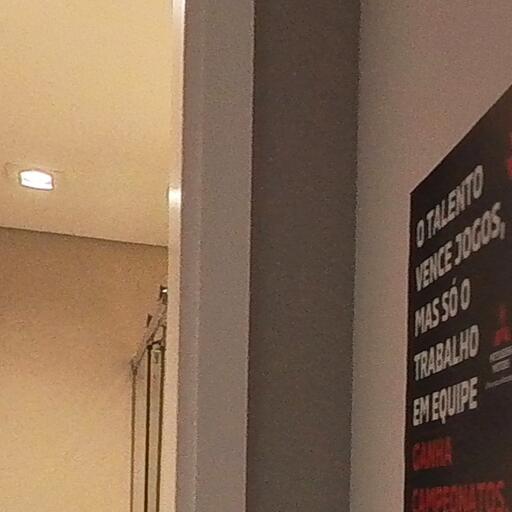 O TALENTO
VENCE JOGOS,
MAS SÓ O
TRABALHO
EM EQUIPE
GANHA
CAMPEONATOS.